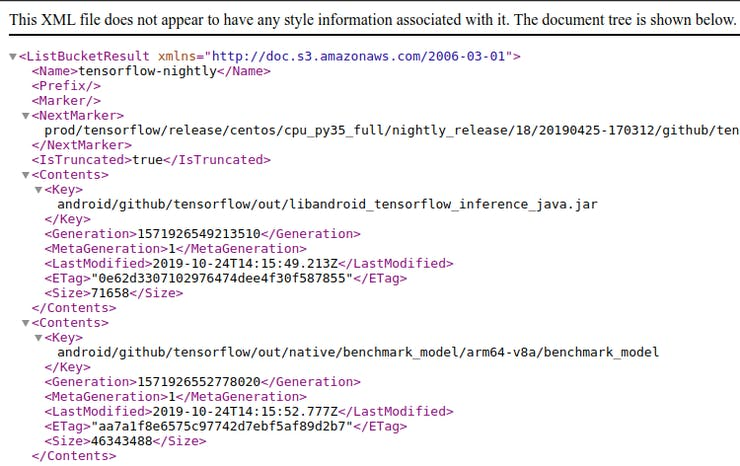 This XML file does not appear to have any style information associated with it. The document tree is shown below.
<ListBucketResult xmlns="http://doc.s3.amazonaws.com/2006-03-01">
<Name>tensorflow-nightly</Name>
<Prefix/>
<Marker/>
<NextMarker>
prod/tensorflow/release/centos/cpu_py35_full/nightly_release/18/20190425-170312/github/ten
</NextMarker>
<IsTruncated>true</IsTruncated>
<Contents>
<Key>
android/github/tensorflow/out/libandroid_tensorflow_inference_java.jar
</Key>
<Generation>1571926549213510</Generation>
<MetaGeneration>1</MetaGeneration>
<LastModified>2019-10-24T14:15:49.213Z</LastModified>
<ETag>"0e62d3307102976474dee4f30f587855"</ETag>
<Size>71658</Size>
</Contents>
<Contents>
<Key>
android/github/tensorflow/out/native/benchmark_model/arm64-v8a/benchmark_model
</Key>
<Generation>1571926552778020</Generation>
<MetaGeneration>1</MetaGeneration>
<LastModified>2019-10-24T14:15:52.777Z</LastModified>
<ETag>"aa7a1f8e6575c97742d7ebf5af89d2b7"</ETag>
<Size>46343488</Size>
</Contents>